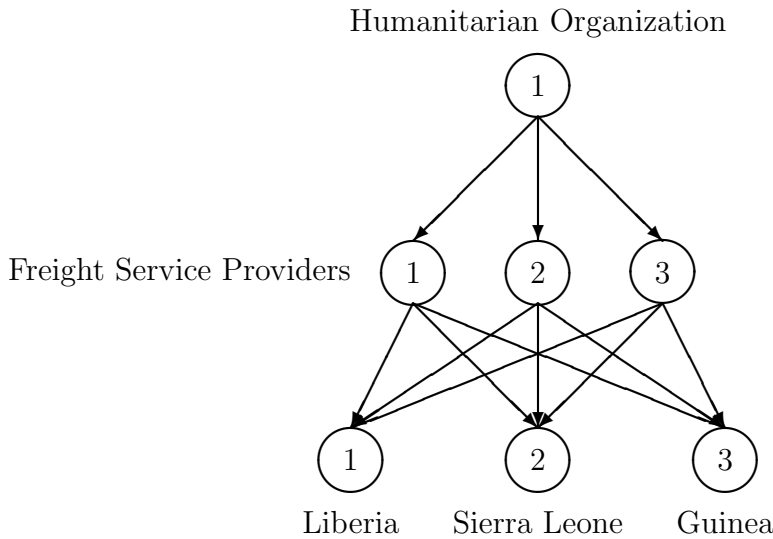 Humanitarian Organization
1
Freight Service Providers 1 2 3
1 2 3
Liberia Sierra Leone Guinea